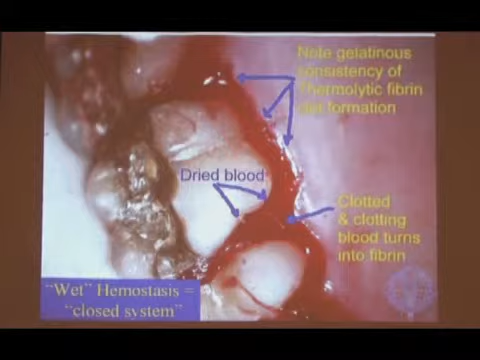 Note gelatinous
consistency of
Thermolytic fibrin
clot formation
Dried blood
Clotted
& clotting
blood turns
into fibrin
"Wet" Hemostasis =
"closed system"